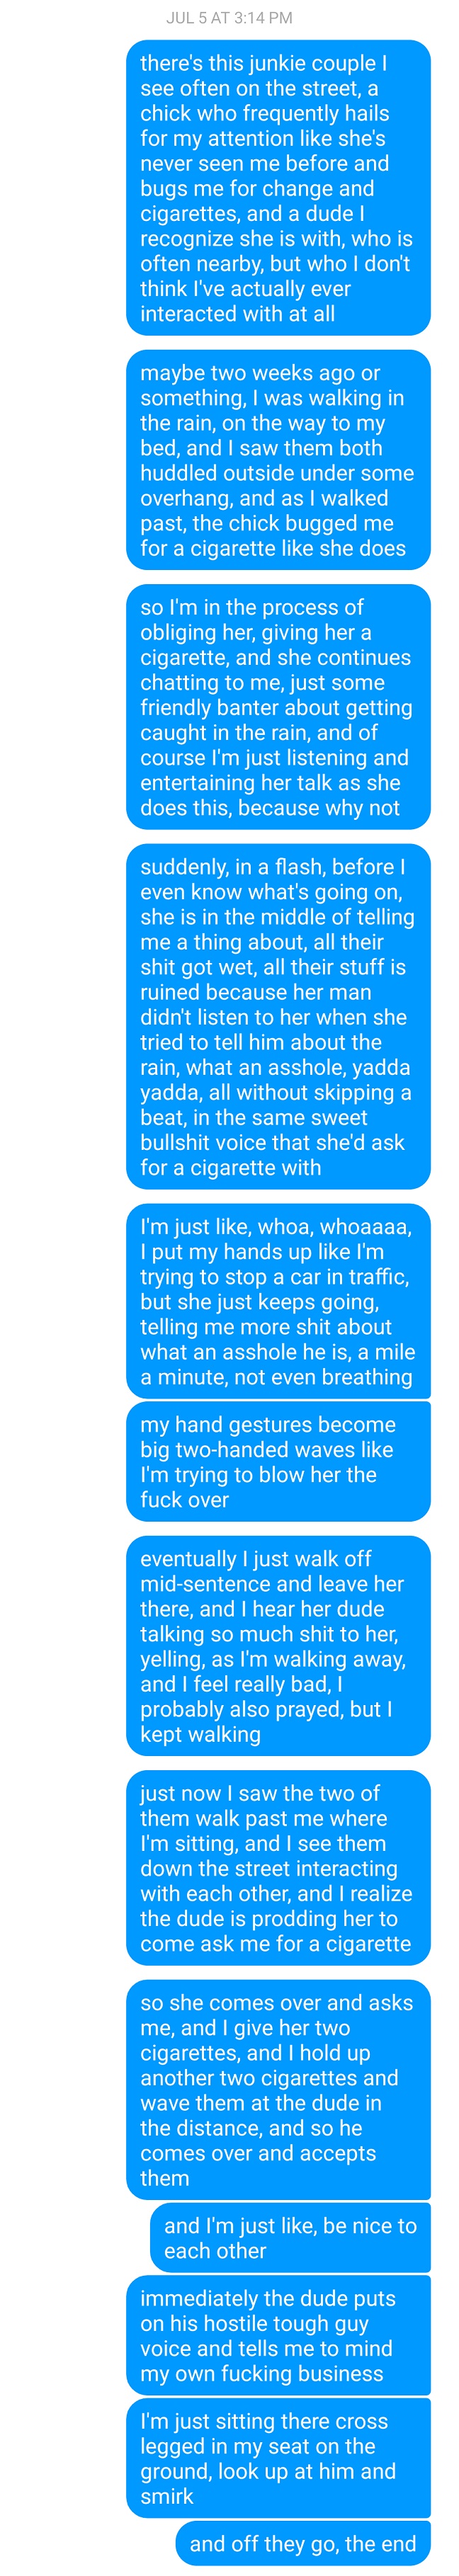 JUL 5 AT 3:14 PM
there's this junkie couple I
see often on the street, a
chick who frequently hails
for my attention like she's
never seen me before and
bugs me for change and
cigarettes, and a dude I
recognize she is with, who is
often nearby, but who I don't
think I've actually ever
interacted with at all
maybe two weeks ago or
something, I was walking in
the rain, on the way to my
bed, and I saw them both
huddled outside under some
overhang, and as I walked
past, the chick bugged me
for a cigarette like she does
so I'm in the process of
obliging her, giving her a
cigarette, and she continues
chatting to me, just some
friendly banter about getting
caught in the rain, and of
course I'm just listening and
entertaining her talk as she
does this, because why not
suddenly, in a flash, before I
even know what's going on,
she is in the middle of telling
me a thing about, all their
shit got wet, all their stuff is
ruined because her man
didn't listen to her when she
tried to tell him about the
rain, what an asshole, yadda
yadda, all without skipping a
beat, in the same sweet
bullshit voice that she'd ask
for a cigarette with
I'm just like, whoa, whoaaaa,
I put my hands up like I'm
trying to stop a car in traffic,
but she just keeps going,
telling me more shit about
what an asshole he is, a mile
a minute, not even breathing
my hand gestures become
big two-handed waves like
I'm trying to blow her the
fuck over
eventually I just walk off
mid-sentence and leave her
there, and I hear her dude
talking so much shit to her,
yelling, as I'm walking away,
and I feel really bad, I
probably also prayed, but I
kept walking
just now I saw the two of
them walk past me where
I'm sitting, and I see them
down the street interacting
with each other, and I realize
the dude is prodding her to
come ask me for a cigarette
so she comes over and asks
me, and I give her two
cigarettes, and I hold up
another two cigarettes and
wave them at the dude in
the distance, and so he
comes over and accepts
them
and I'm just like, be nice to
each other
immediately the dude puts
on his hostile tough guy
voice and tells me to mind
my own fucking business
I'm just sitting there cross
legged in my seat on the
ground, look up at him and
smirk
and off they go, the end